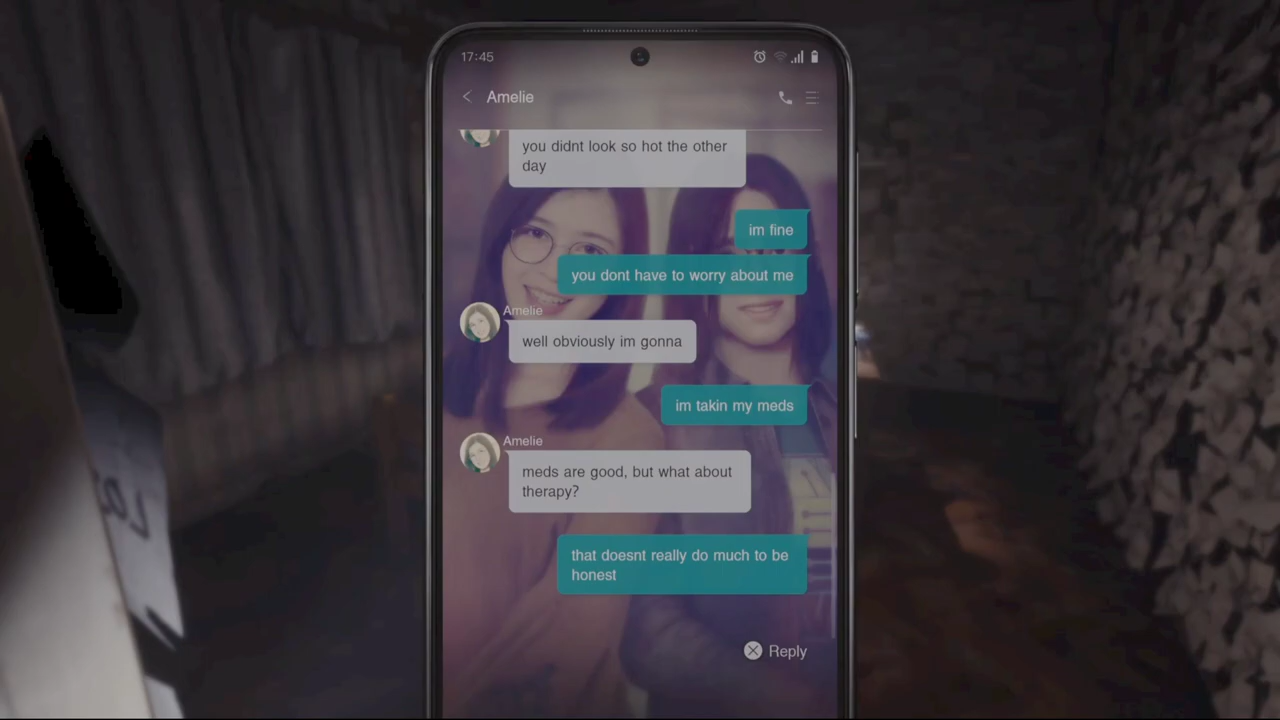 17:45
Amelie
you didnt look so hot the other
day
im fine
you dont have to worry about me
Amelie
well obviously im gonna
im takin my meds
Amelie
meds are good, but what about
therapy?
that doesnt really do much to be
honest
Reply